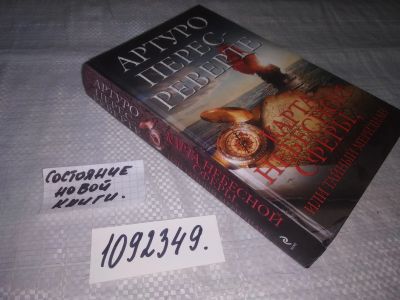 АРТУРО
ПЕРЕС-
РЕВЕРТЕ
КАРТА
НЕБЕСНОЙ
СФЕРЫ,
ИЛИ ТАЙНЫЙ МЕРИДИАН
АРТУРО
ПЕРЕС-
РЕВЕРТЕ
КАРТА НЕБЕСНОЙ
СФЕРЫ,
СОСТОЯНИЕ
НОВОЙ
КНИГИ.
1092349.